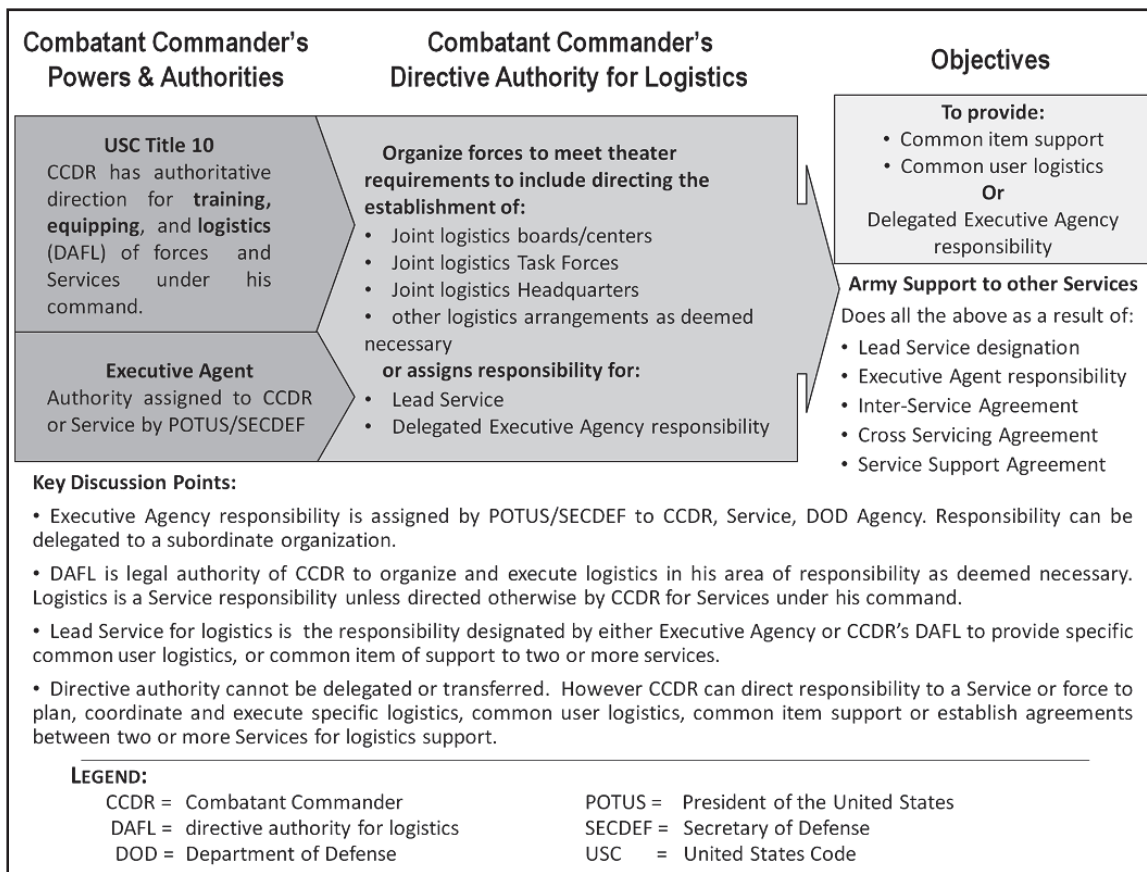 Combatant Commander's
Powers & Authorities
Combatant Commander's
Directive Authority for Logistics
Objectives
USC Title 10
CCDR has authoritative
direction for training,
equipping, and logistics
(DAFL) of forces and
Services under his
command.
Executive Agent
Authority assigned to CCDR
or Service by POTUS/SECDEF
Organize forces to meet theater
requirements to include directing the
establishment of:
• Joint logistics boards/centers
• Joint logistics Task Forces
• Joint logistics Headquarters
• other logistics arrangements as deemed
necessary
or assigns responsibility for:
• Lead Service
• Delegated Executive Agency responsibility
To provide:
• Common item support
• Common user logistics
Or
Delegated Executive Agency
responsibility
Army Support to other Services
Does all the above as a result of:
• Lead Service designation
• Executive Agent responsibility
• Inter-Service Agreement
• Cross Servicing Agreement
• Service Support Agreement
Key Discussion Points:
• Executive Agency responsibility is assigned by POTUS/SECDEF to CCDR, Service, DOD Agency. Responsibility can be
delegated to a subordinate organization.
• DAFL is legal authority of CCDR to organize and execute logistics in his area of responsibility as deemed necessary.
Logistics is a Service responsibility unless directed otherwise by CCDR for Services under his command.
• Lead Service for logistics is the responsibility designated by either Executive Agency or CCDR's DAFL to provide specific
common user logistics, or common item of support to two or more services.
• Directive authority cannot be delegated or transferred. However CCDR can direct responsibility to a Service or force to
plan, coordinate and execute specific logistics, common user logistics, common item support or establish agreements
between two or more Services for logistics support.
LEGEND:
CCDR = Combatant Commander
DAFL = directive authority for logistics
DOD = Department of Defense
POTUS = President of the United States
SECDEF = Secretary of Defense
USC = United States Code